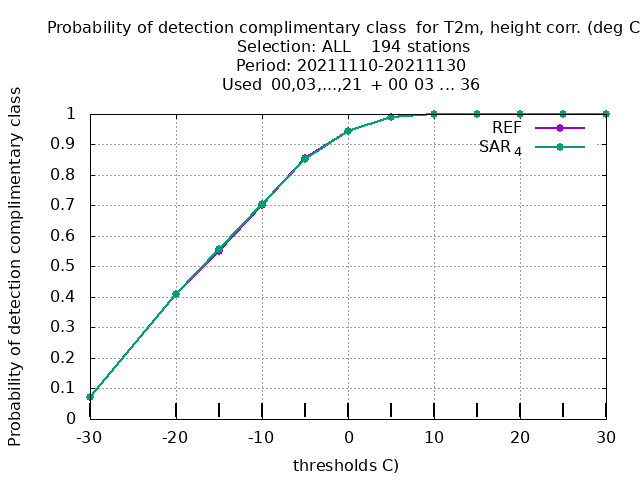 Probability of detection complimentary class  for T2m, height corr. (deg C
Selection: ALL    194 stations
Period: 20211110-20211130
Used  00,03,...,21  + 00 03 ... 36
Probability of detection complimentary class
1
0.9
0.8
0.7
0.6
0.5
0.4
0.3
0.2
0.1
0
REF
SAR 4
-30 -20 -10 0 10 20 30
thresholds C)